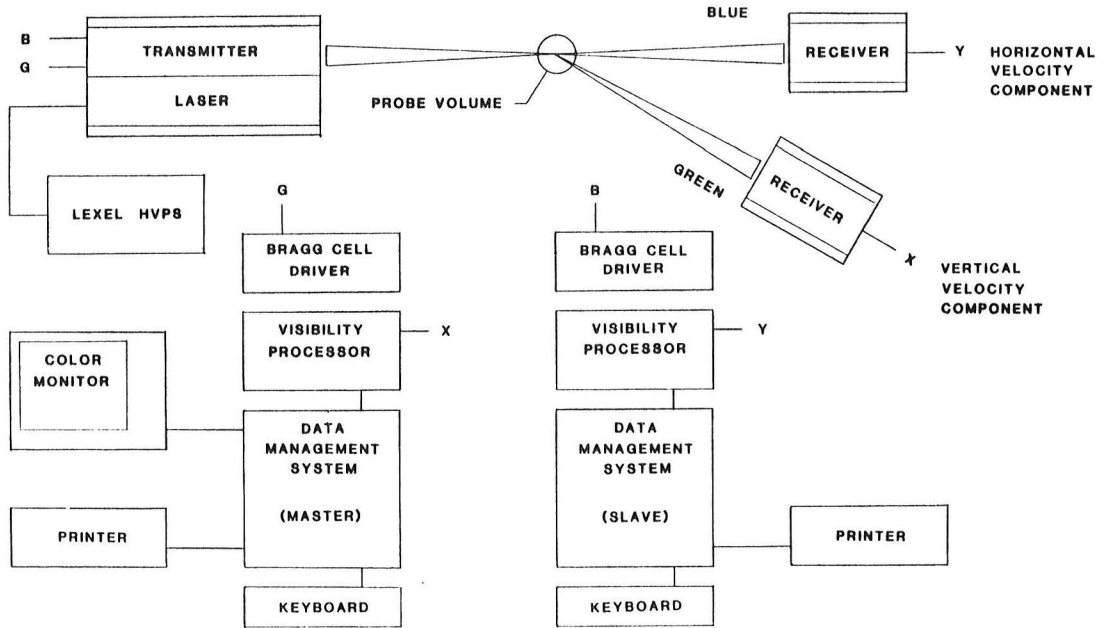 BLUE
B
G
TRANSMITTER
LASER
RECEIVER
Y
HORIZONTAL
VELOCITY
COMPONENT
PROBE VOLUME
GREEN
RECEIVER
X
VERTICAL
VELOCITY
COMPONENT
LEXEL HVPS
G
BRAGG CELL
DRIVER
B
BRAGG CELL
DRIVER
VISIBILITY
PROCESSOR
X
VISIBILITY
PROCESSOR
Y
COLOR
MONITOR
DATA
MANAGEMENT
SYSTEM
(MASTER)
DATA
MANAGEMENT
SYSTEM
(SLAVE)
PRINTER
PRINTER
KEYBOARD
KEYBOARD